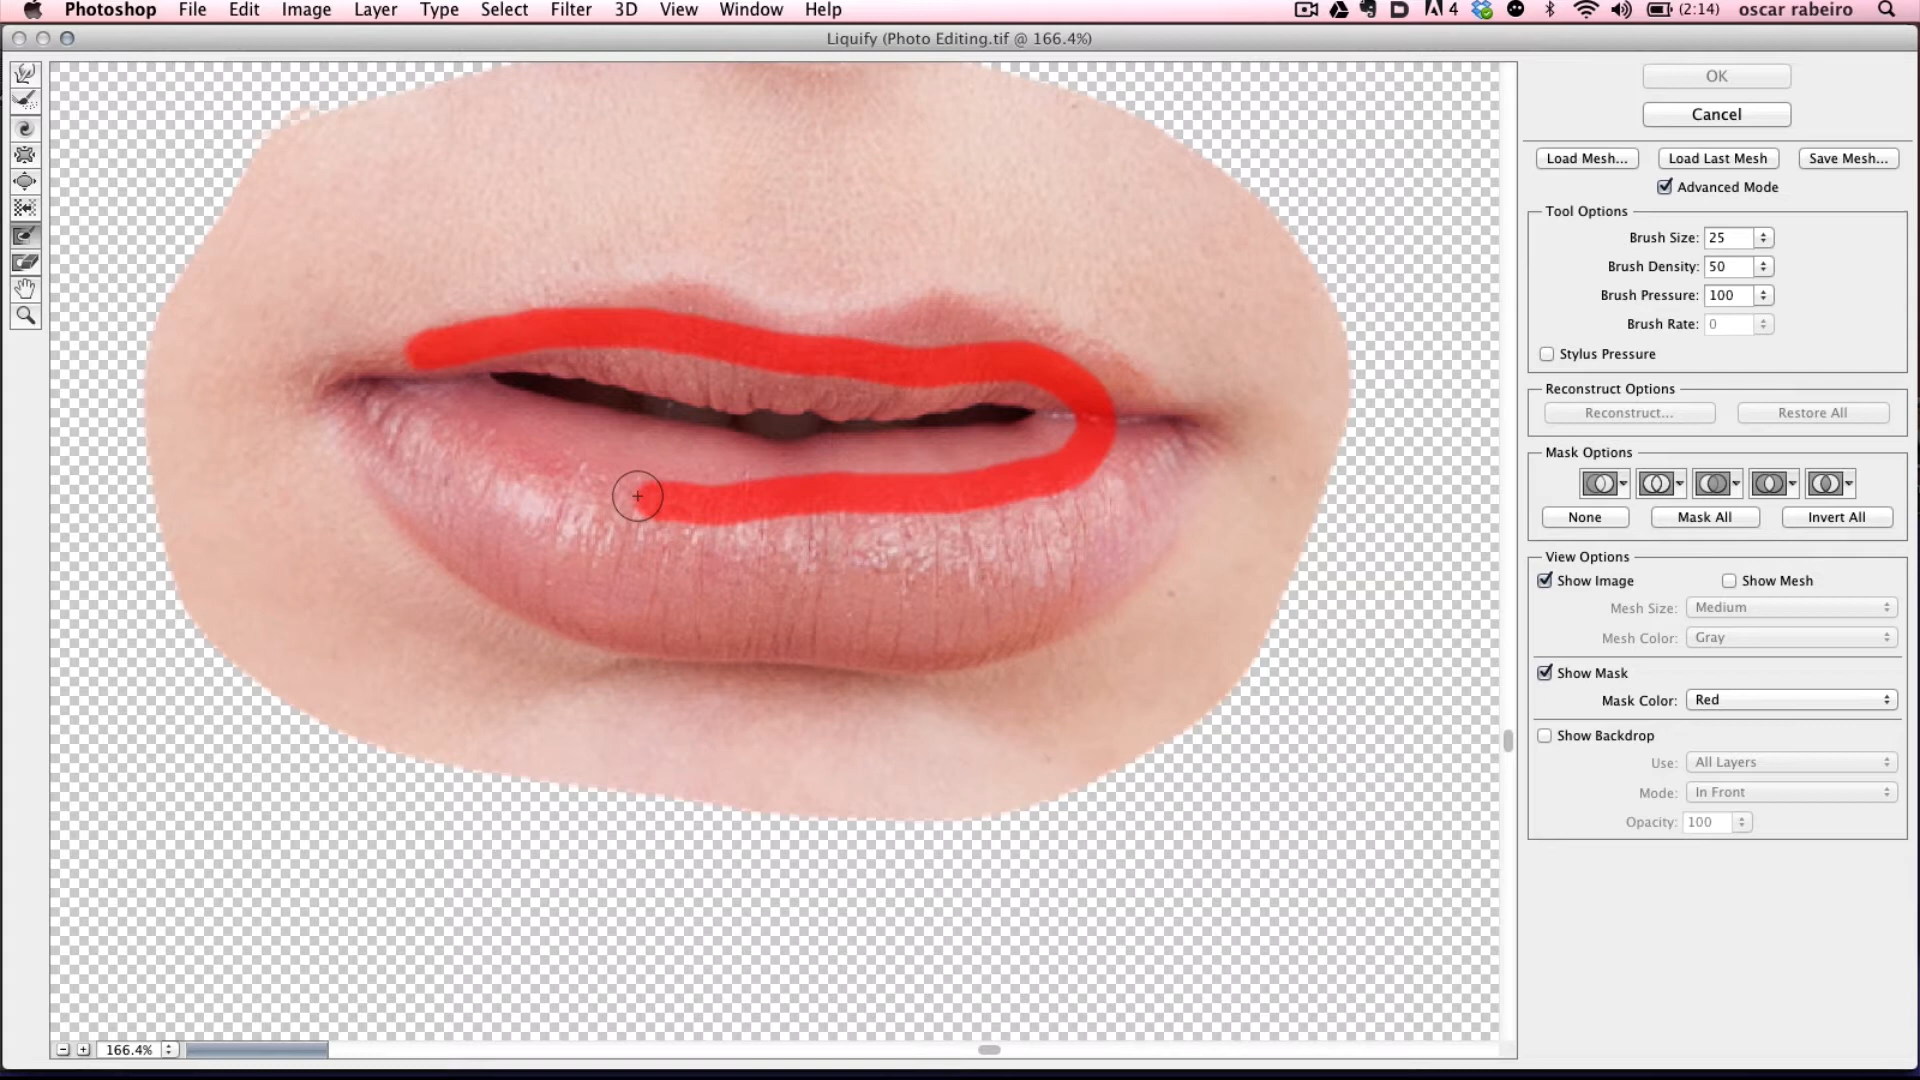 Photoshop File Edit Image Layer Type Select Filter 3D View Window Help 4 (2:14) oscar rabeiro
Liquify (Photo Editing.tif @ 166.4%)
OK
Cancel
Load Mesh... Load Last Mesh Save Mesh...
Advanced Mode
Tool Options
Brush Size: 25
Brush Density: 50
Brush Pressure: 100
Brush Rate: 0
Stylus Pressure
Reconstruct Options
Reconstruct... Restore All
Mask Options
None Mask All Invert All
View Options
Show Image Show Mesh
Mesh Size: Medium
Mesh Color: Gray
Show Mask
Mask Color: Red
Show Backdrop
Use: All Layers
Mode: In Front
Opacity: 100
166.4%